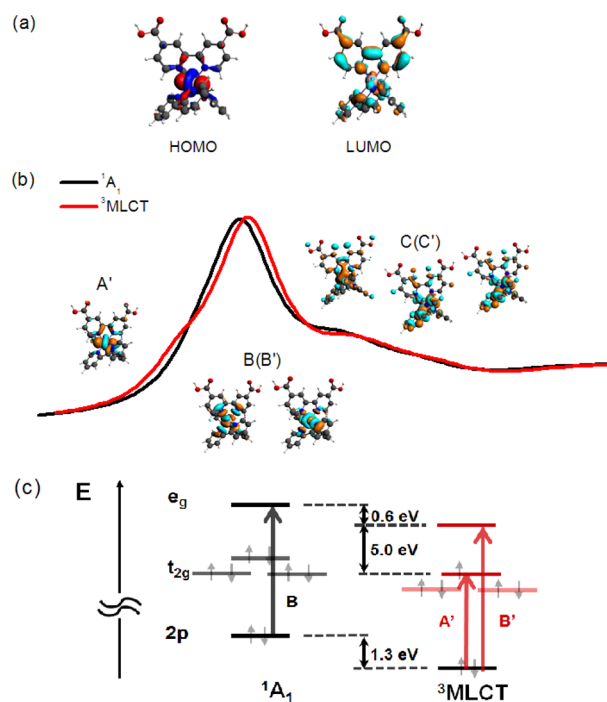 (a)
HOMO LUMO
(b)
¹A₁
³MLCT
A'
C(C')
B(B')
(c)
E
e_g
t_2g
2p
B
¹A₁
0.6 eV
5.0 eV
1.3 eV
A' B'
³MLCT